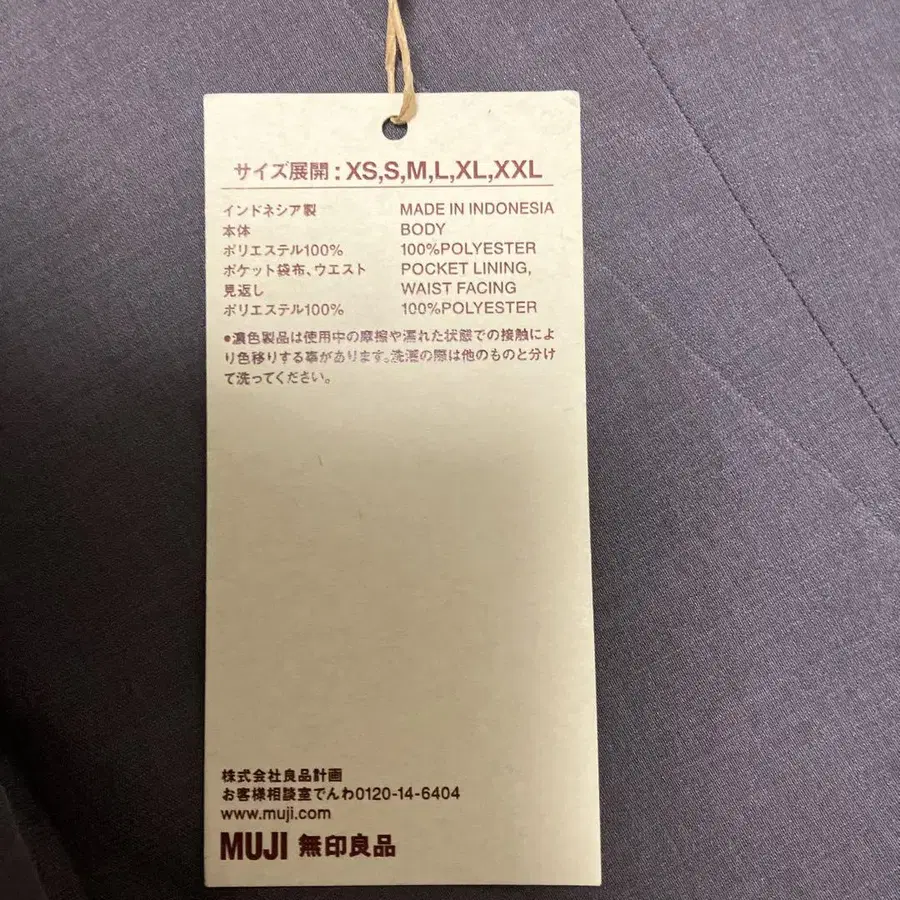 サイズ展開：XS,S,M,L,XL,XXL
インドネシア製 MADE IN INDONESIA
本体 BODY
ポリエステル100% 100%POLYESTER
ポケット袋布、ウエスト POCKET LINING,
見返し WAIST FACING
ポリエステル100% 100%POLYESTER
●濃色製品は使用中の摩擦や濡れた状態での接触によ
り色移りする事があります。洗濯の際は他のものと分け
て洗ってください。
株式会社良品計画
お客様相談室でんわ0120-14-6404
www.muji.com
MUJI 無印良品